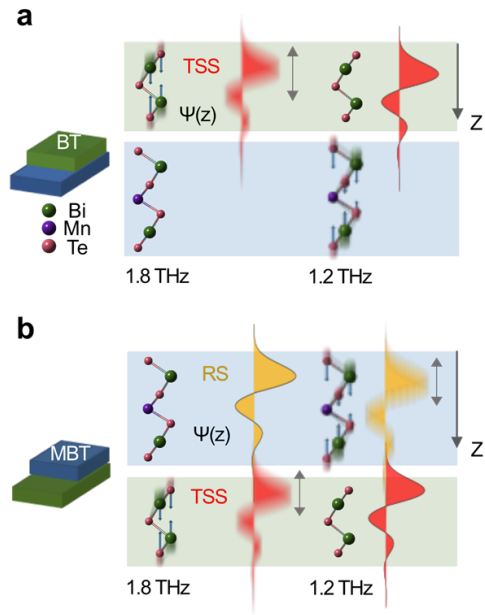 a
TSS
Ψ(z)
Z
BT
Bi
Mn
Te
1.8 THz
1.2 THz
b
RS
Ψ(z)
Z
MBT
TSS
1.8 THz
1.2 THz